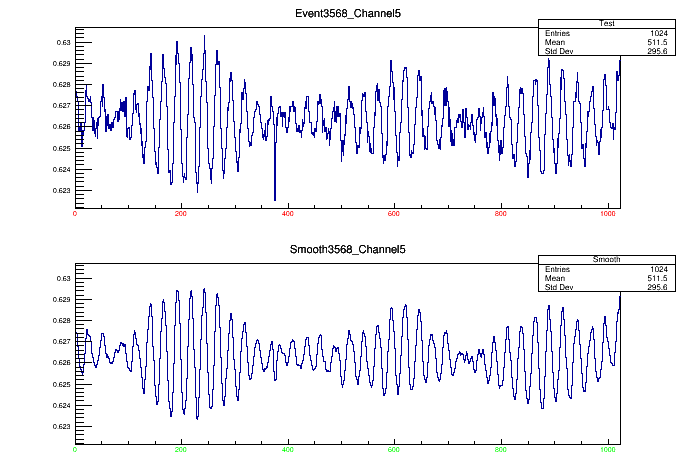 Event3568_Channel5
Test
Entries 1024
Mean 511.5
Std Dev 295.6
0.63
0.629
0.628
0.627
0.626
0.625
0.624
0.623
0 200 400 600 800 1000
Smooth3568_Channel5
Smooth
Entries 1024
Mean 511.5
Std Dev 295.6
0.63
0.629
0.628
0.627
0.626
0.625
0.624
0.623
0 200 400 600 800 1000